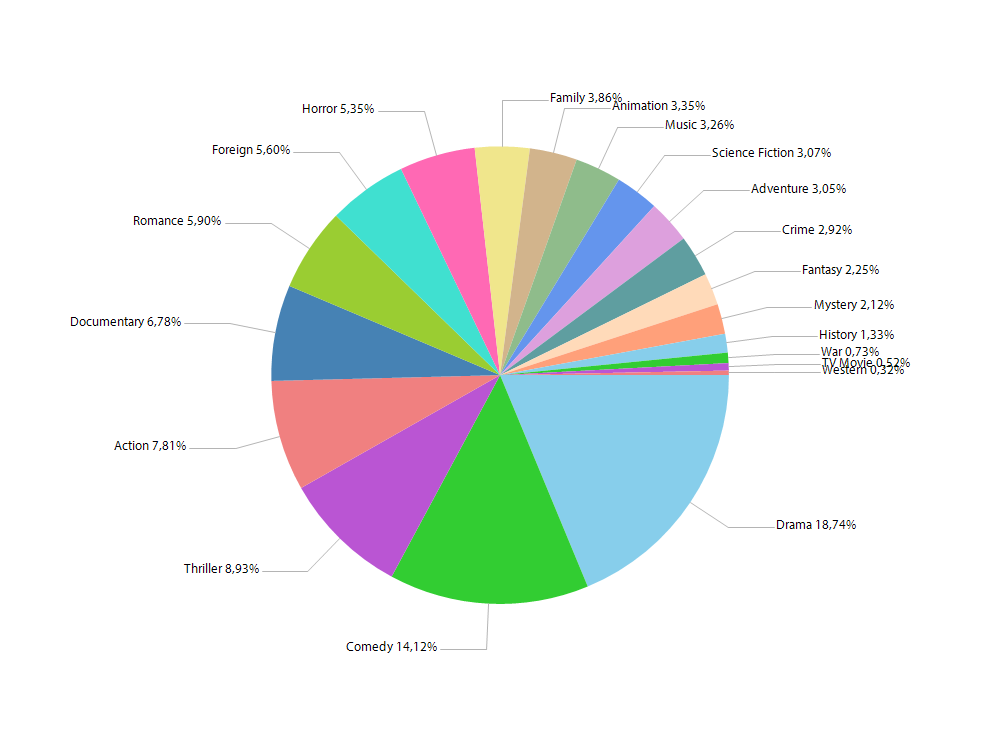 Family 3,86%
Animation 3,35%
Horror 5,35%
Music 3,26%
Foreign 5,60%
Science Fiction 3,07%
Adventure 3,05%
Romance 5,90%
Crime 2,92%
Fantasy 2,25%
Mystery 2,12%
Documentary 6,78%
History 1,33%
War 0,73%
TV Movie 0,52%
Western 0,32%
Action 7,81%
Drama 18,74%
Thriller 8,93%
Comedy 14,12%